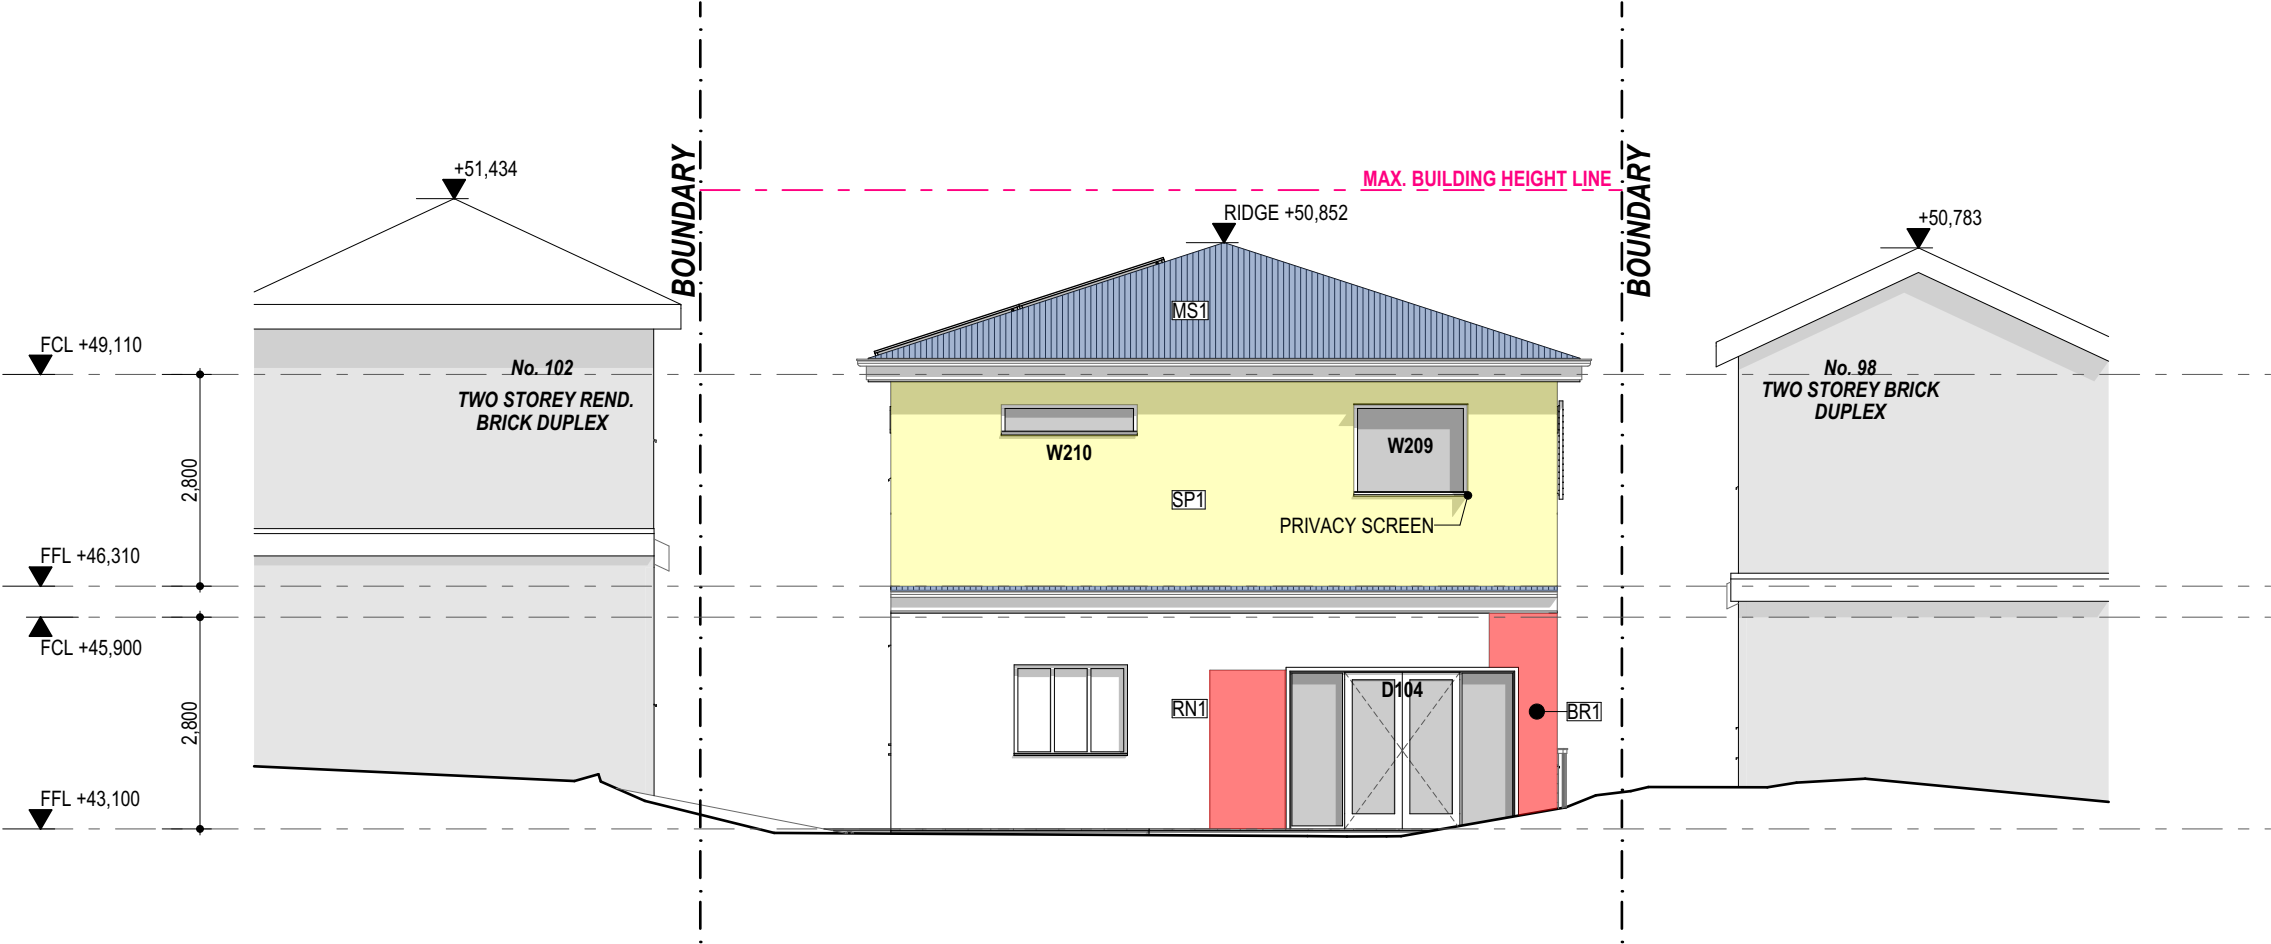 +51,434
BOUNDARY
MAX. BUILDING HEIGHT LINE
BOUNDARY
RIDGE +50,852
+50,783
MS1
FCL +49,110
No. 102
TWO STOREY REND.
BRICK DUPLEX
No. 98
TWO STOREY BRICK
DUPLEX
W210
W209
2,800
SP1
PRIVACY SCREEN
FFL +46,310
FCL +45,900
D104
RN1
BR1
2,800
FFL +43,100